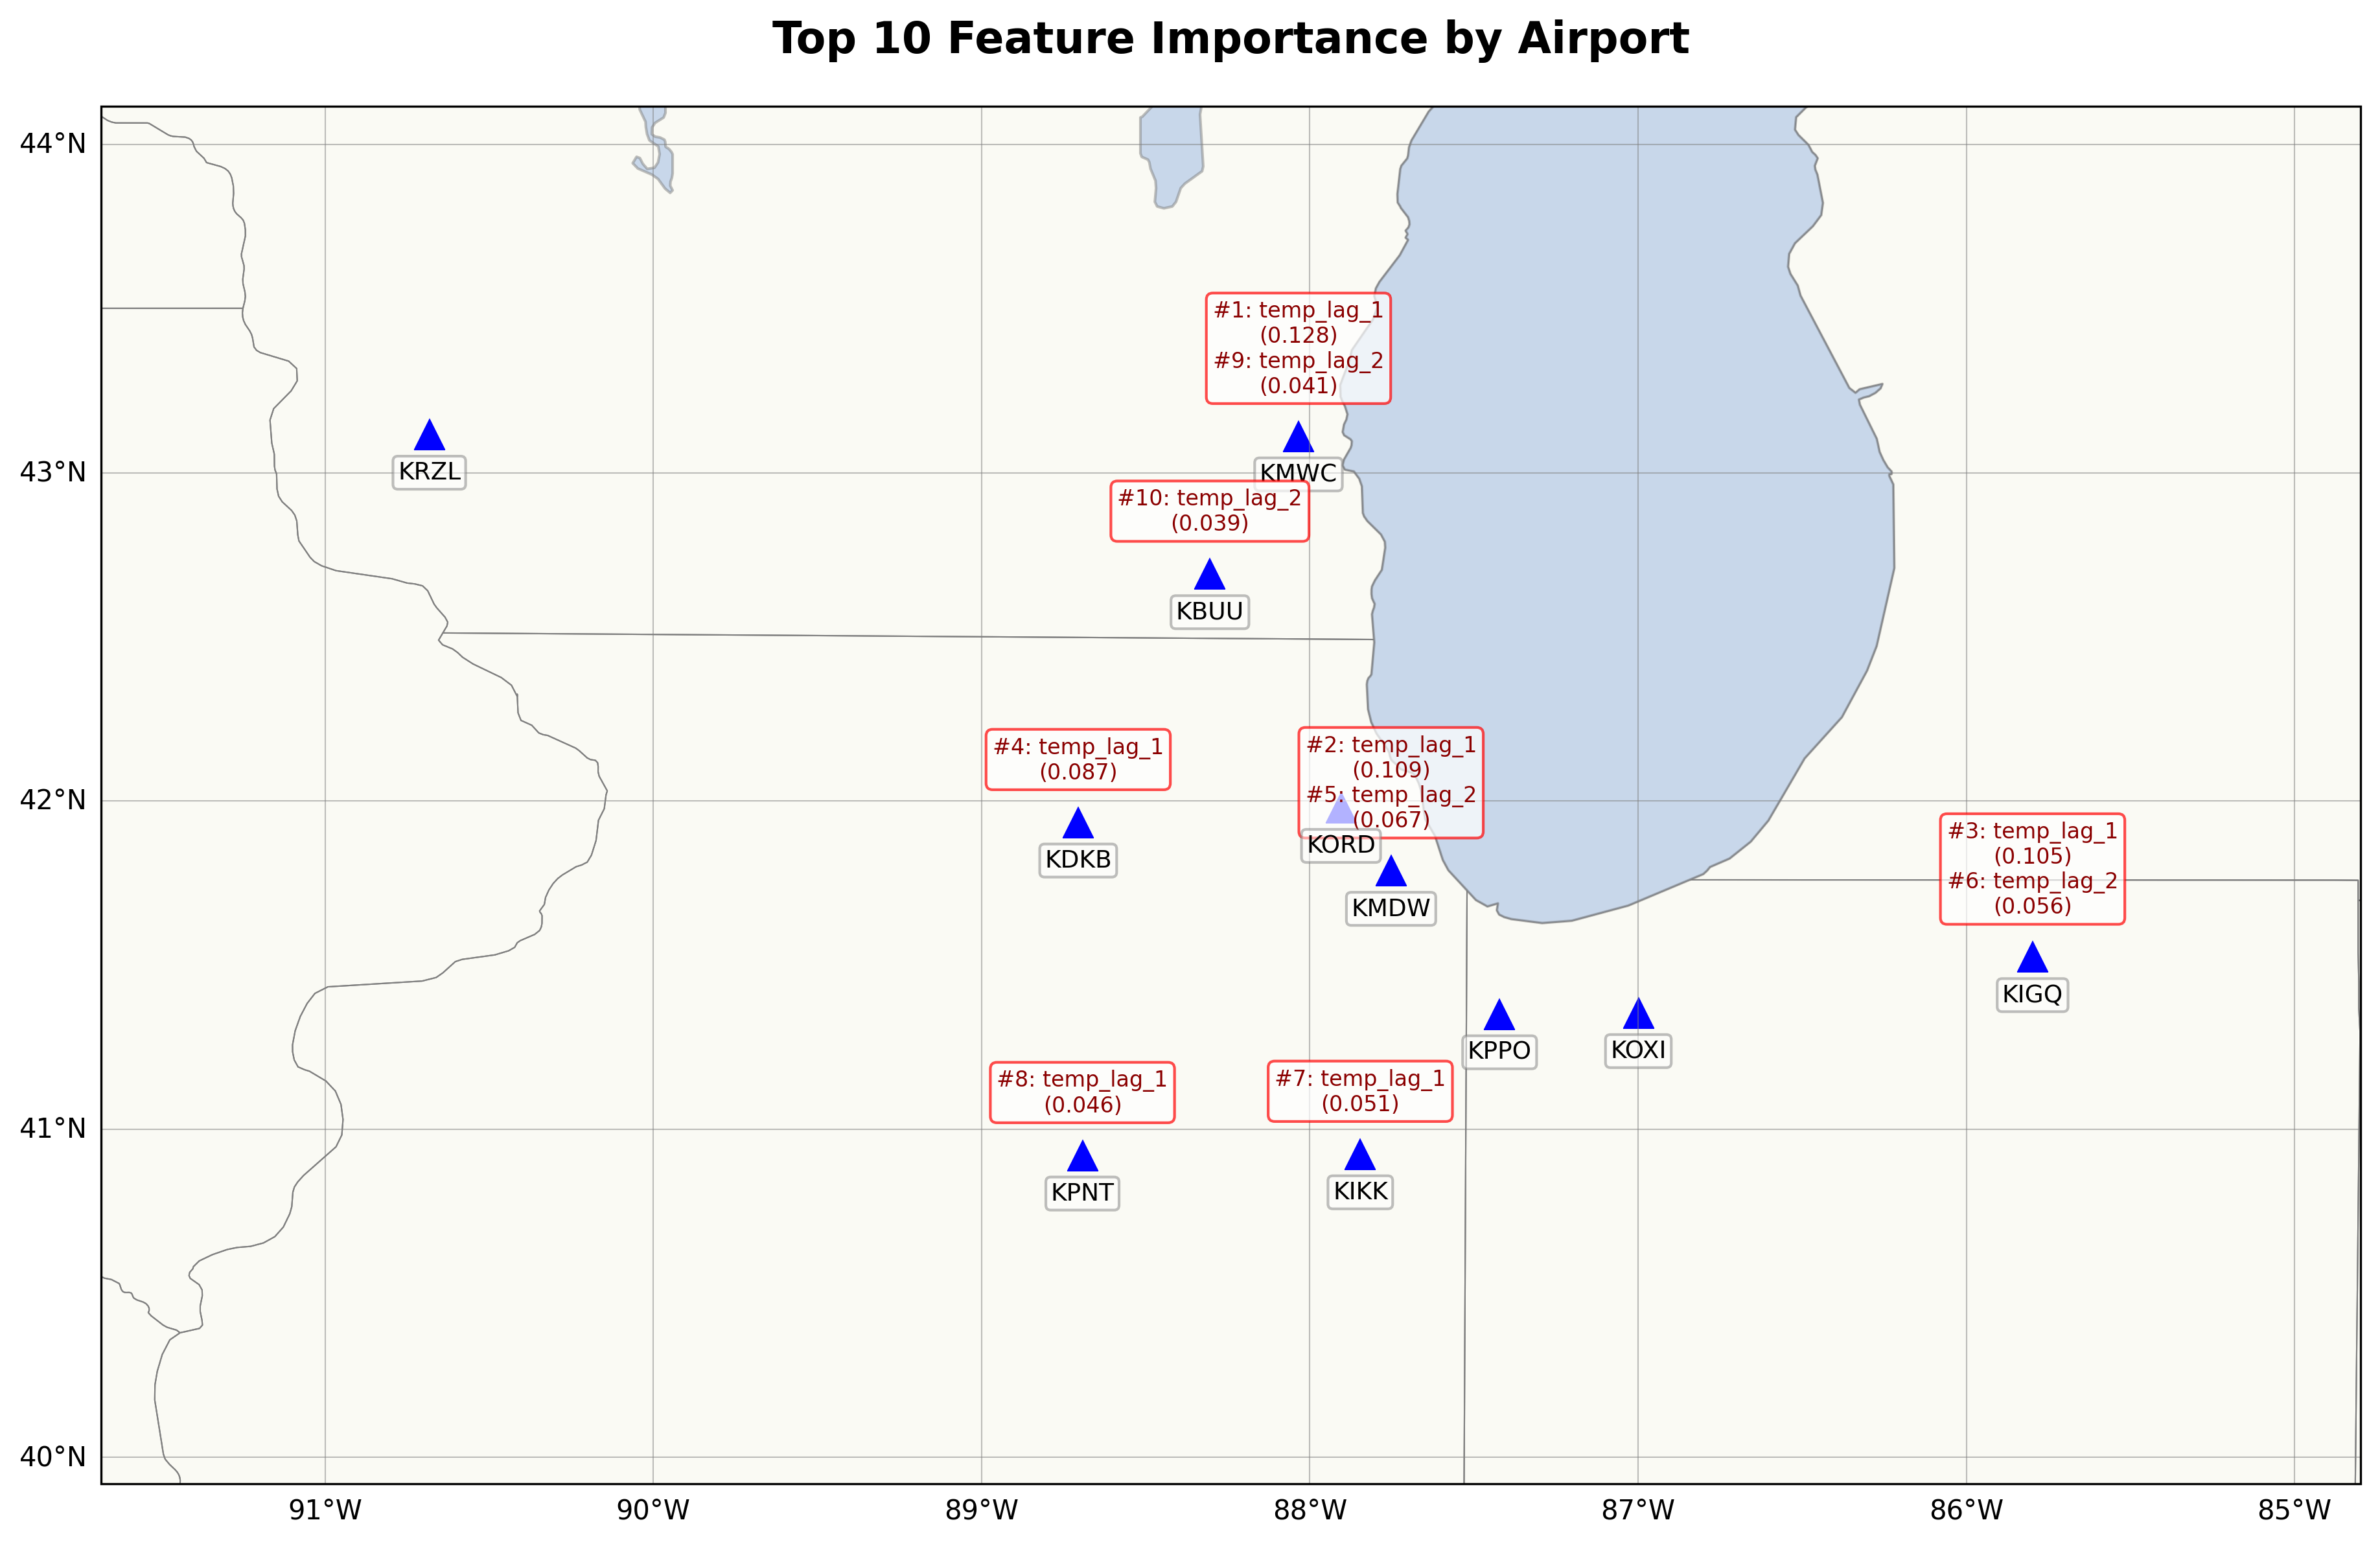 Top 10 Feature Importance by Airport
44°N
43°N
42°N
41°N
40°N
#1: temp_lag_1
(0.128)
#9: temp_lag_2
(0.041)
KRZL
KMWC
#10: temp_lag_2
(0.039)
KBUU
#4: temp_lag_1
(0.087)
KDKB
#2: temp_lag_1
(0.109)
#5: temp_lag_2
(0.067)
KORD
KMDW
#3: temp_lag_1
(0.105)
#6: temp_lag_2
(0.056)
KIGQ
KPPO
KOXI
#8: temp_lag_1
(0.046)
KPNT
#7: temp_lag_1
(0.051)
KIKK
91°W
90°W
89°W
88°W
87°W
86°W
85°W